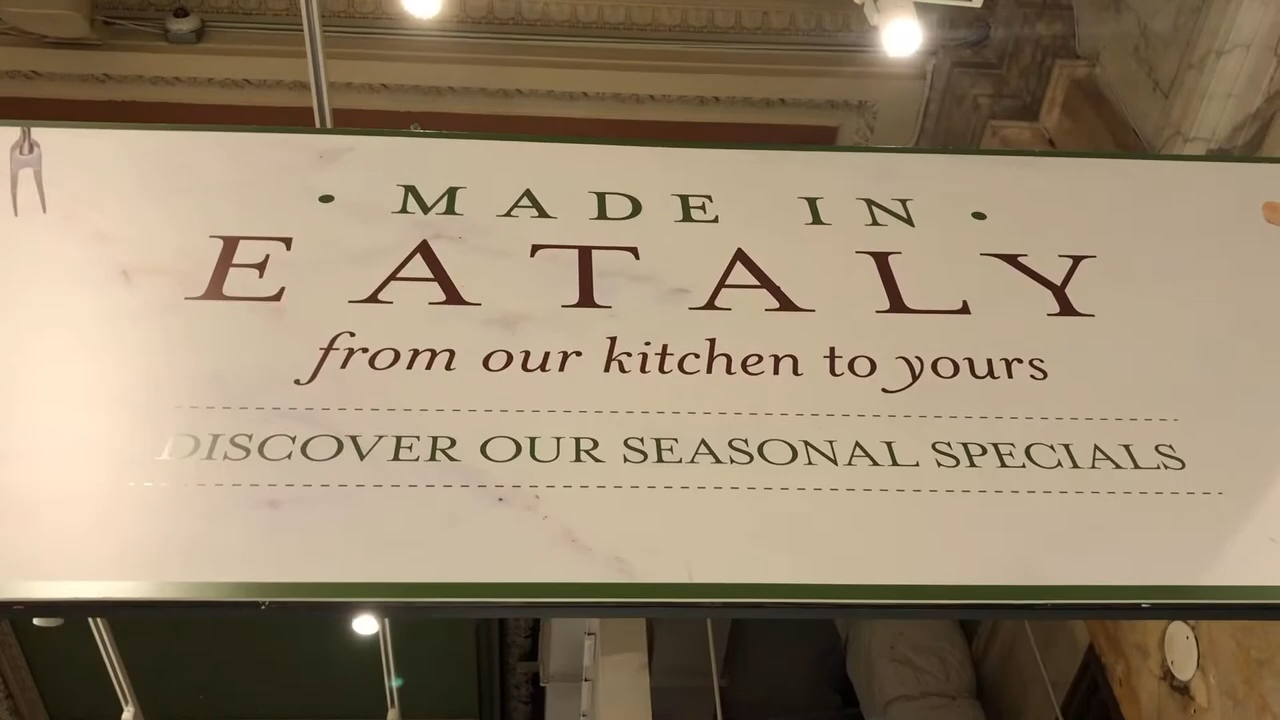 • MADE IN •
EATALY
from our kitchen to yours
DISCOVER OUR SEASONAL SPECIALS